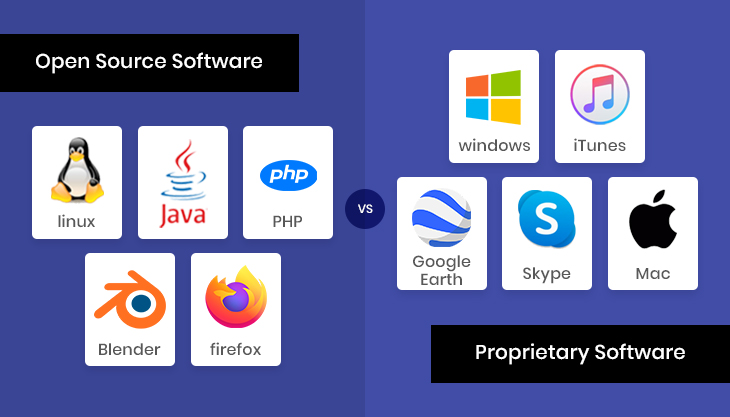 Open Source Software
linux
Java
PHP
php
Blender
firefox
VS
windows
iTunes
Google
Earth
S
Skype
Mac
Proprietary Software